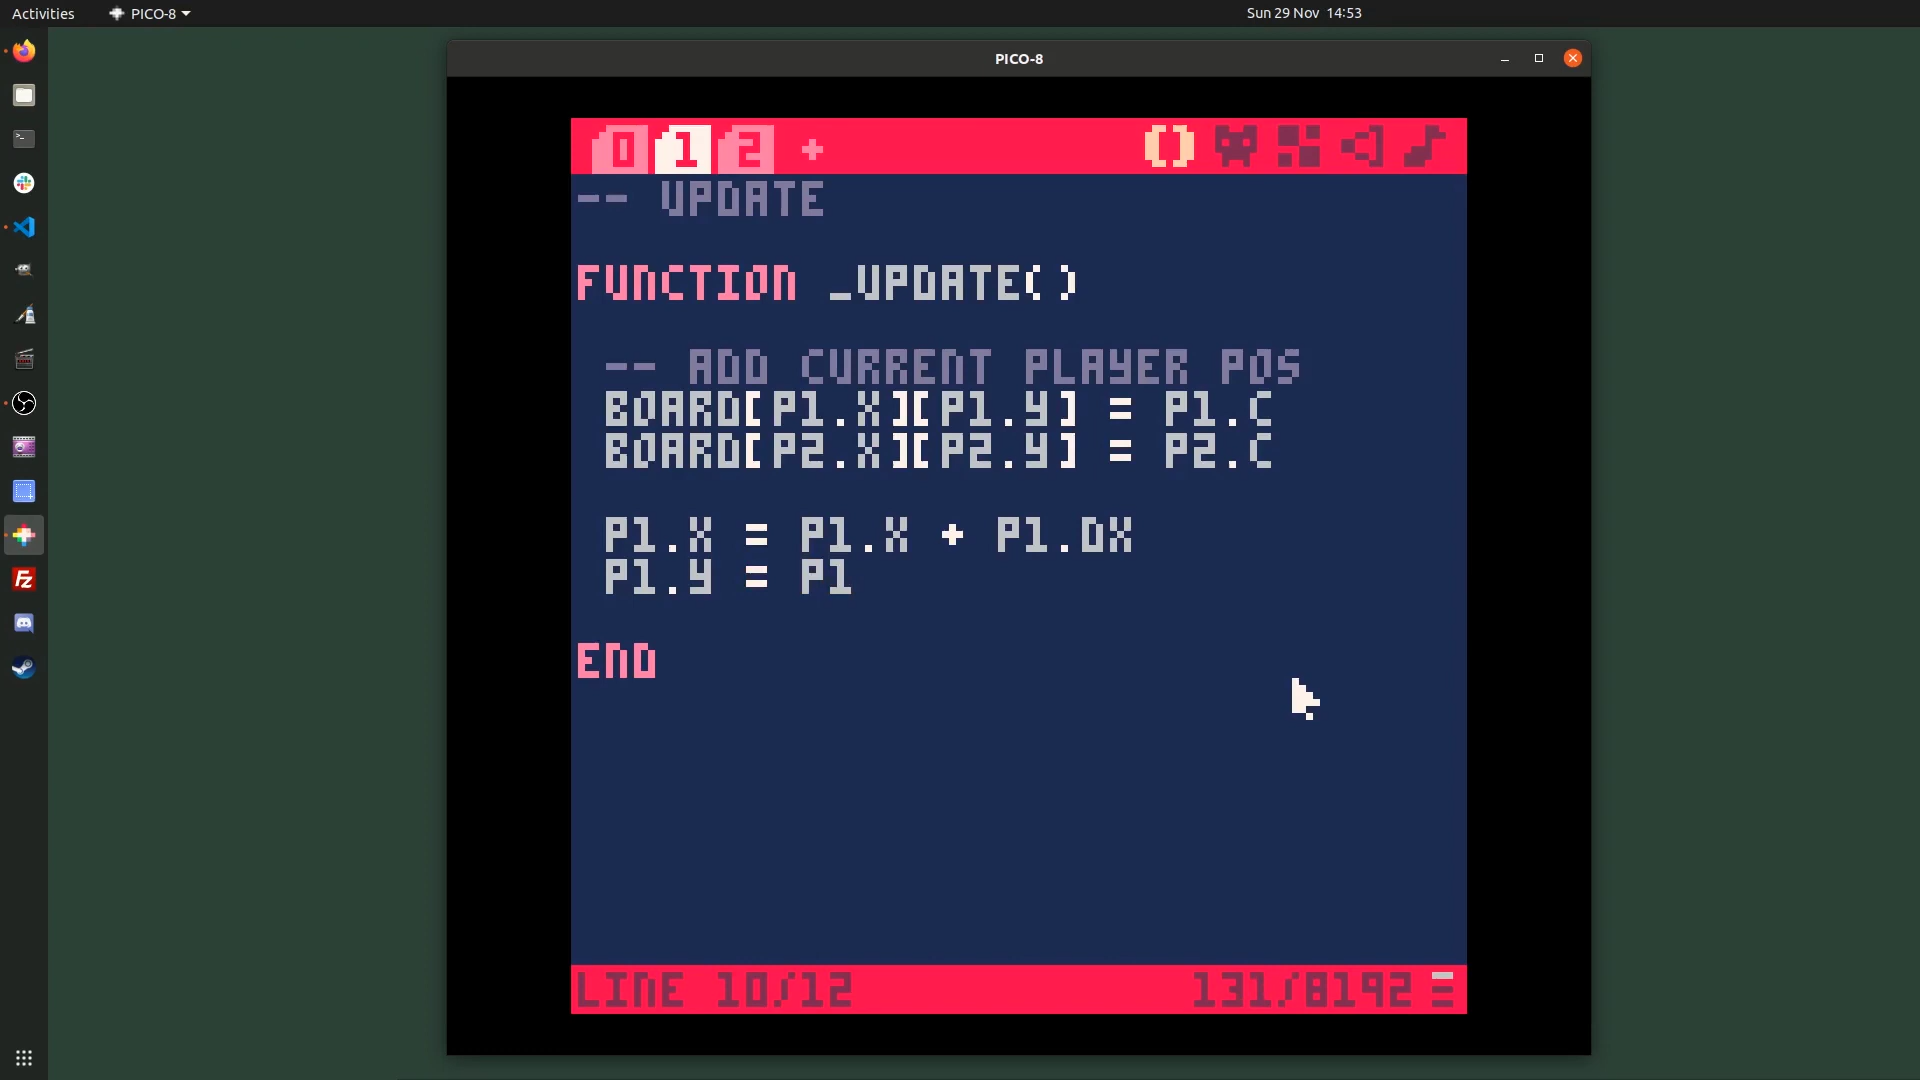 Activities
PICO-8
Sun 29 Nov 14:53
PICO-8
0 1 2 +
-- UPDATE
FUNCTION _UPDATE()
-- ADD CURRENT PLAYER POS
BOARD[P1.X][P1.Y] = P1.C
BOARD[P2.X][P2.Y] = P2.C
P1.X = P1.X + P1.DX
P1.Y = P1
END
LINE 10/12
131/8192